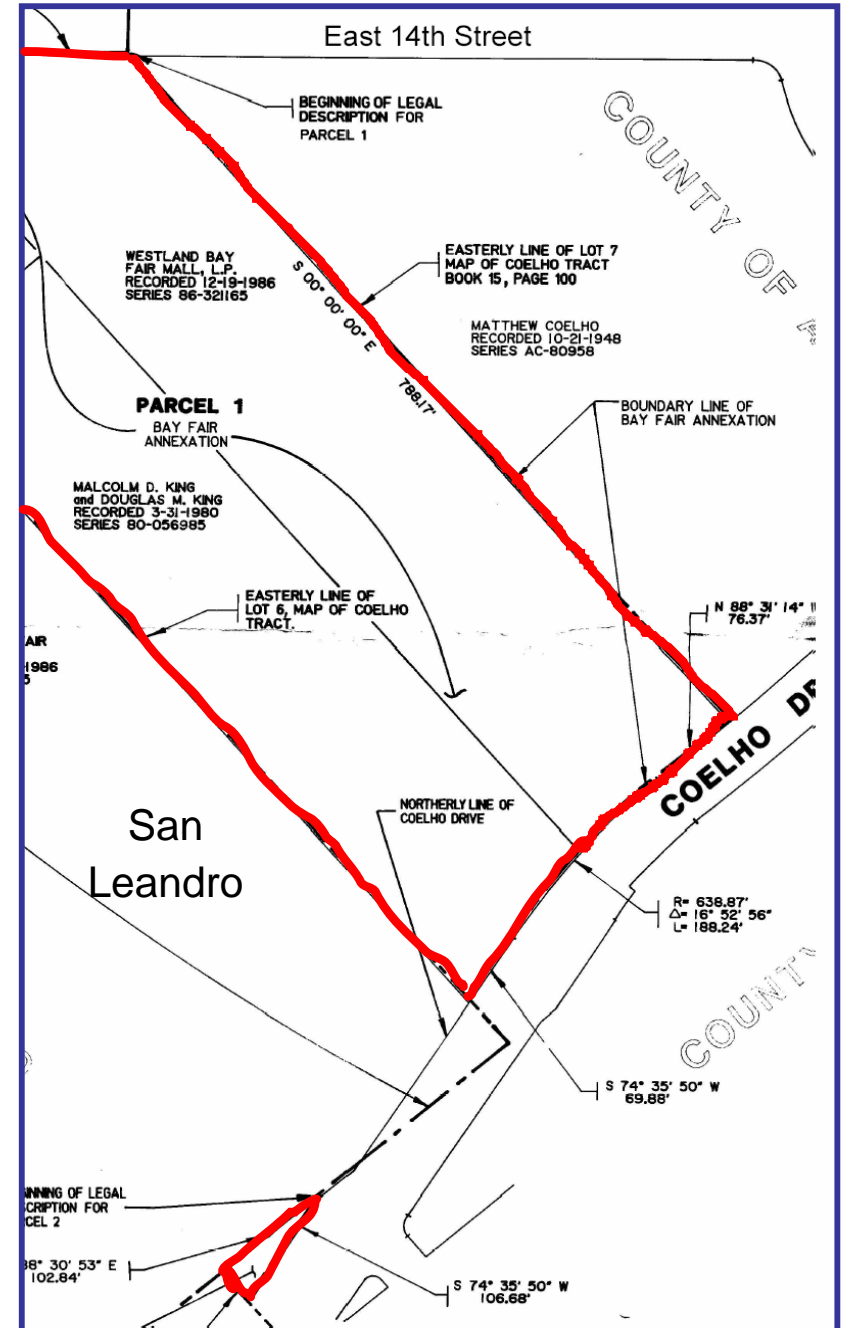 East 14th Street
BEGINNING OF LEGAL
DESCRIPTION FOR
PARCEL 1
COUNTY OF
WESTLAND BAY
FAIR MALL, L.P.
RECORDED 12-19-1986
SERIES 86-321165
EASTERLY LINE OF LOT 7
MAP OF COELHO TRACT
BOOK 15, PAGE 100
S 00° 00' 00" E
788.17'
MATTHEW COELHO
RECORDED 10-21-1948
SERIES AC-80958
PARCEL 1
BAY FAIR
ANNEXATION
BOUNDARY LINE OF
BAY FAIR ANNEXATION
MALCOLM D. KING
and DOUGLAS M. KING
RECORDED 3-31-1980
SERIES 80-056985
EASTERLY LINE OF
LOT 6, MAP OF COELHO
TRACT.
N 88° 31' 14"
76.37'
AIR
1986
5
COELHO DR
NORTHERLY LINE OF
COELHO DRIVE
San
Leandro
R= 638.87'
Δ= 16° 52' 56"
L= 188.24'
COUNTY
S 74° 35' 50" W
69.88'
INNING OF LEGAL
SCRIPTION FOR
CEL 2
38° 30' 53" E
102.84'
S 74° 35' 50" W
106.68'